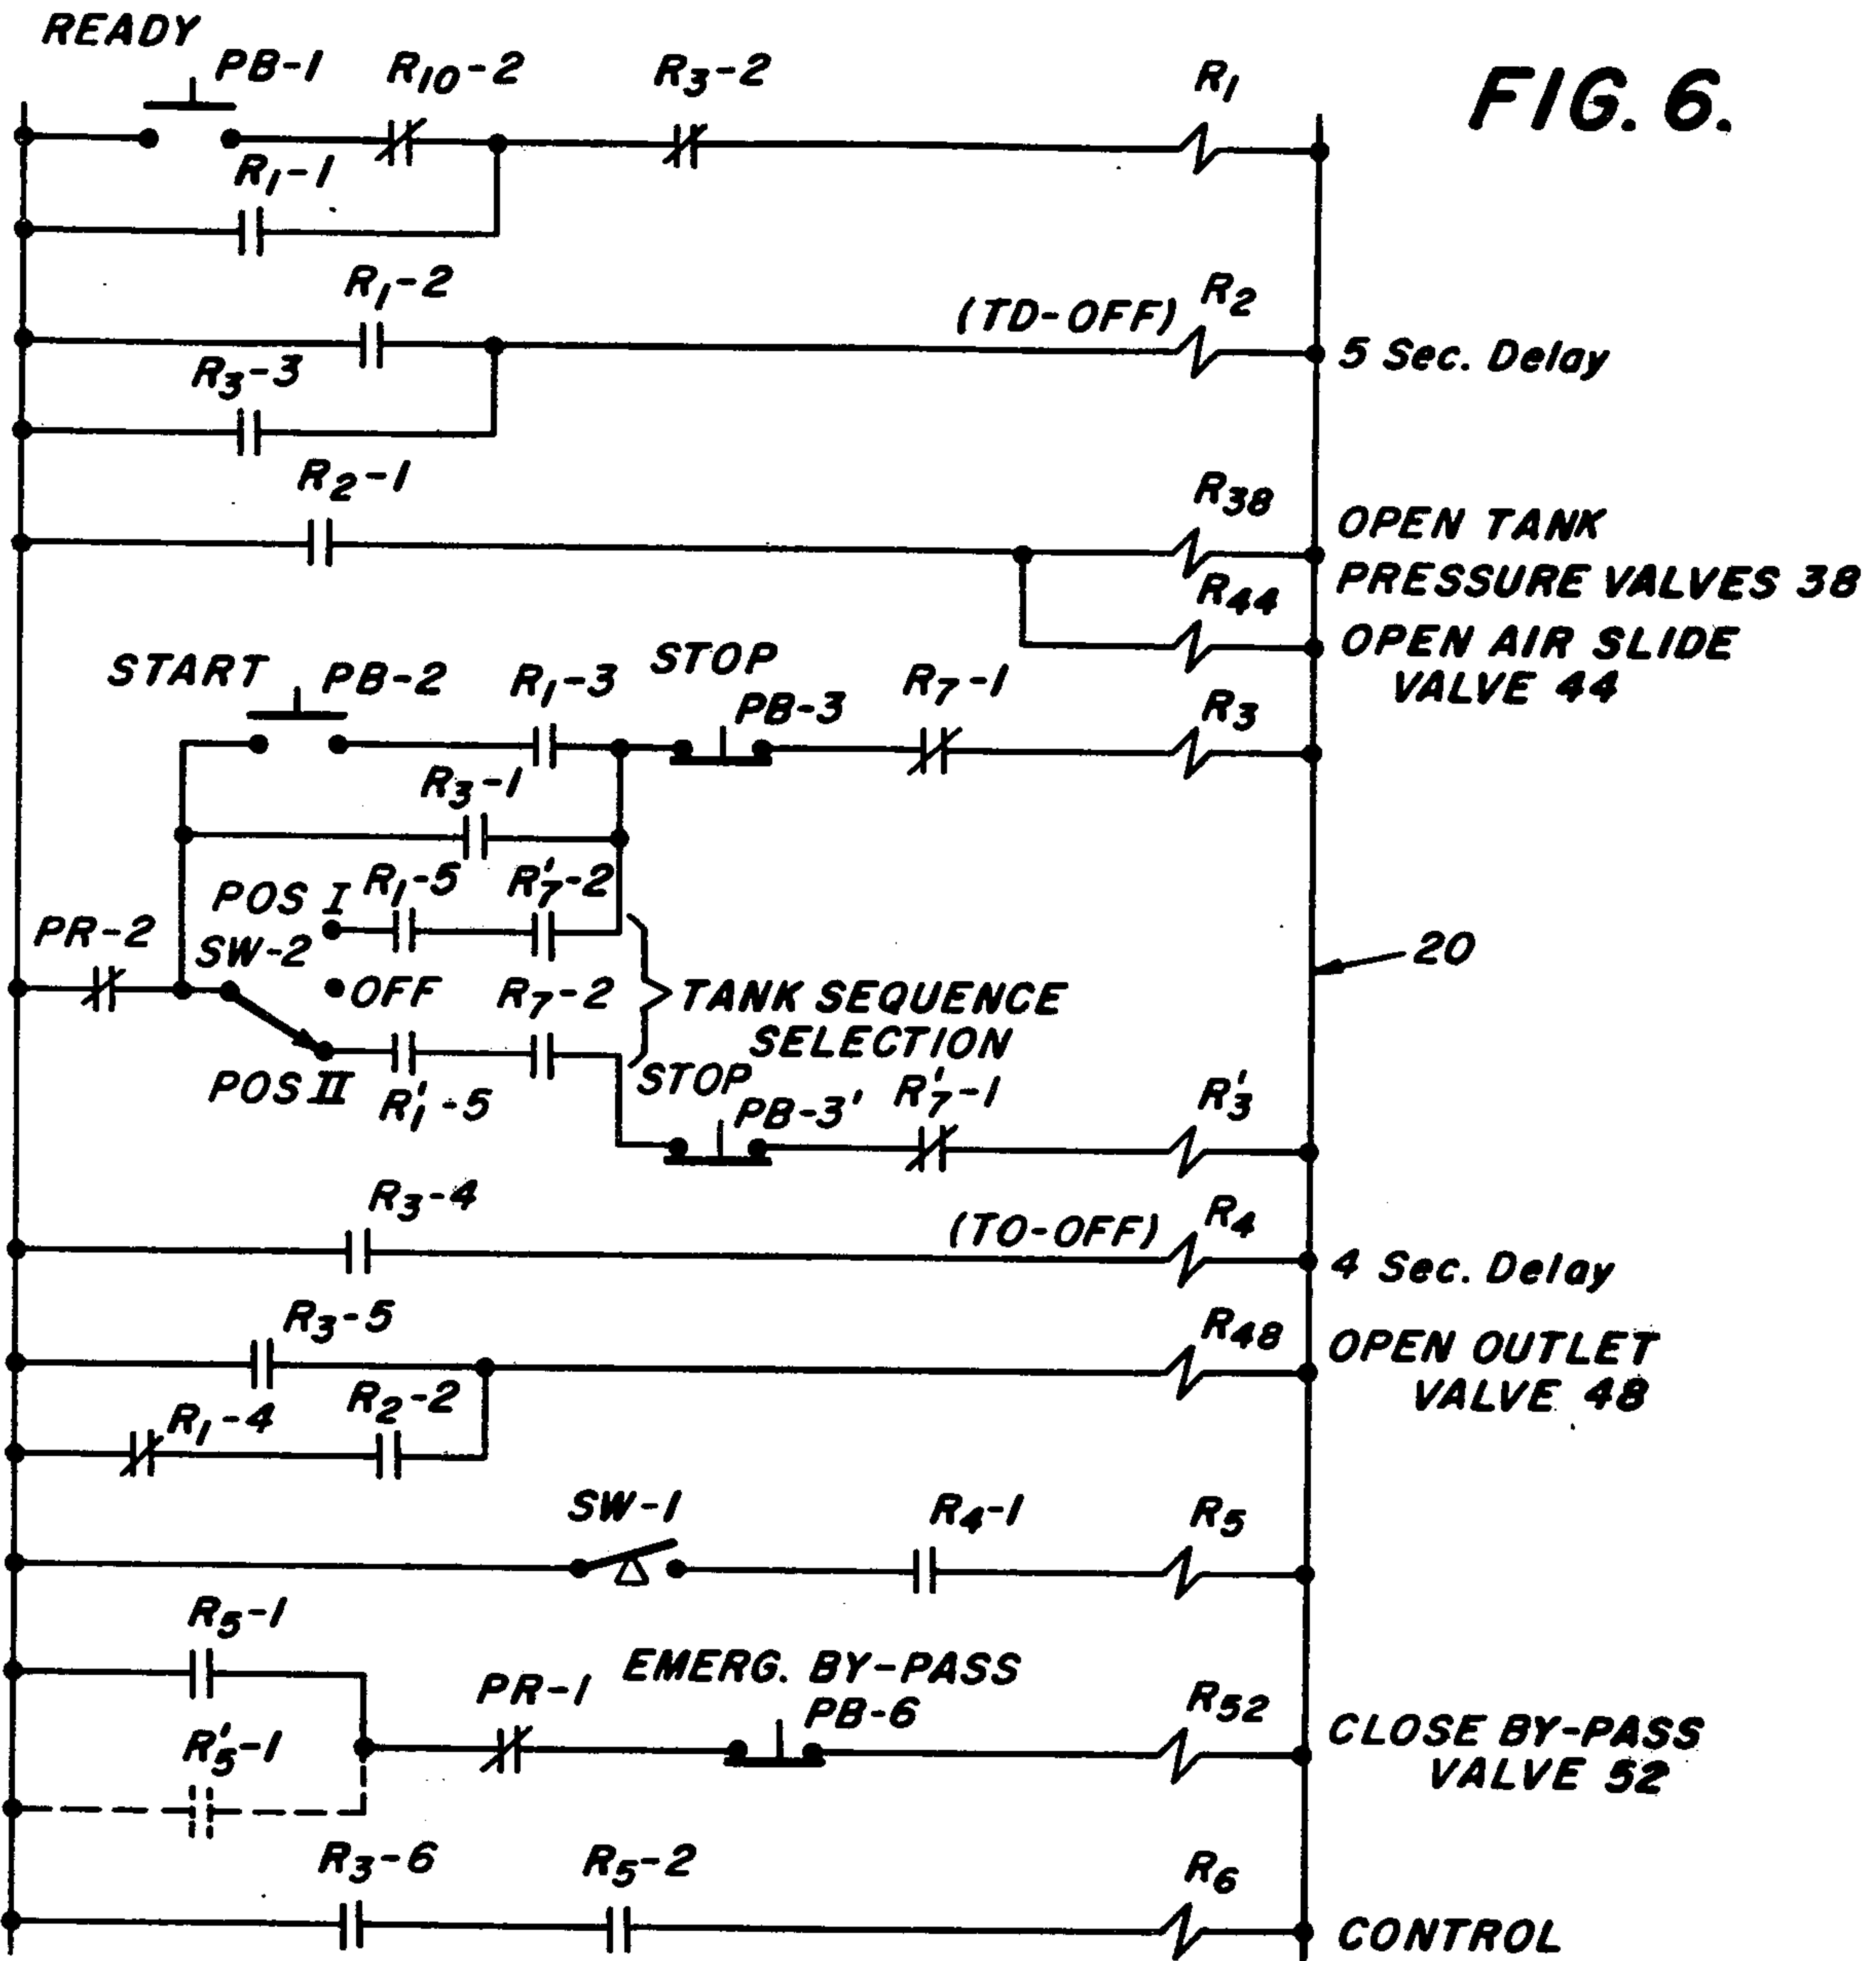 READY
PB-1
R10-2
R3-2
R1
FIG. 6.
R1-1
R1-2
(TD-OFF)
R2
5 Sec. Delay
R3-3
R2-1
R38
OPEN TANK
PRESSURE VALVES 38
R44
OPEN AIR SLIDE
VALVE 44
START
PB-2
R1-3
STOP
PB-3
R7-1
R3
R3-1
POS I
R1-5
R'7-2
PR-2
SW-2
OFF
R7-2
TANK SEQUENCE
SELECTION
20
POS II
R'1-5
STOP
PB-3'
R'7-1
R'3
R3-4
(TO-OFF)
R4
4 Sec. Delay
R3-5
R48
OPEN OUTLET
VALVE 48
R1-4
R2-2
SW-1
R4-1
R5
R5-1
PR-1
EMERG. BY-PASS
PB-6
R52
CLOSE BY-PASS
VALVE 52
R'5-1
R3-6
R5-2
R6
CONTROL